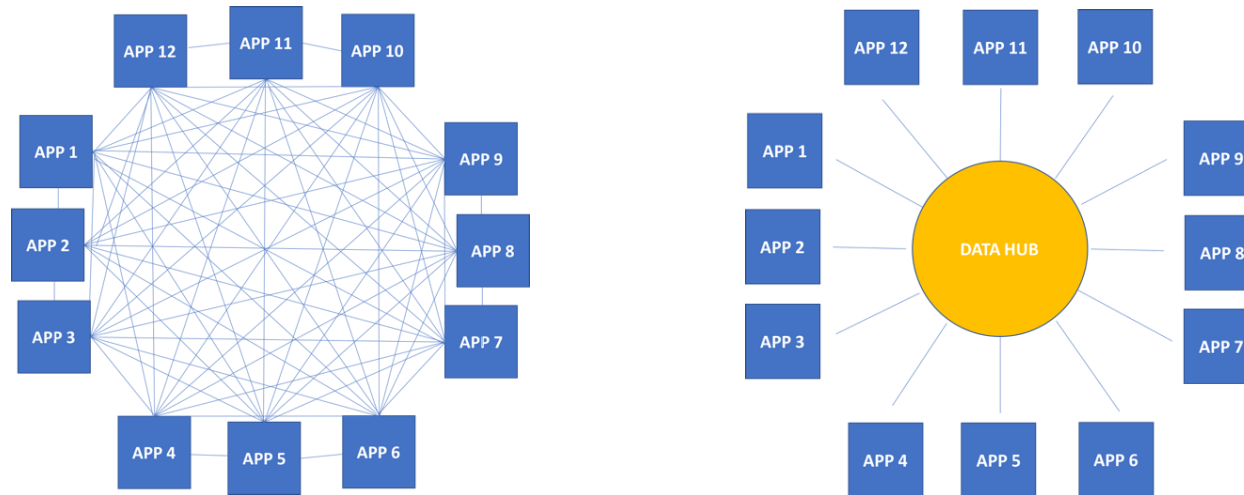 APP 12
APP 11
APP 10
APP 1
APP 9
APP 2
APP 8
APP 3
APP 7
APP 4
APP 5
APP 6
APP 12
APP 11
APP 10
APP 1
APP 9
APP 2
DATA HUB
APP 8
APP 3
APP 7
APP 4
APP 5
APP 6